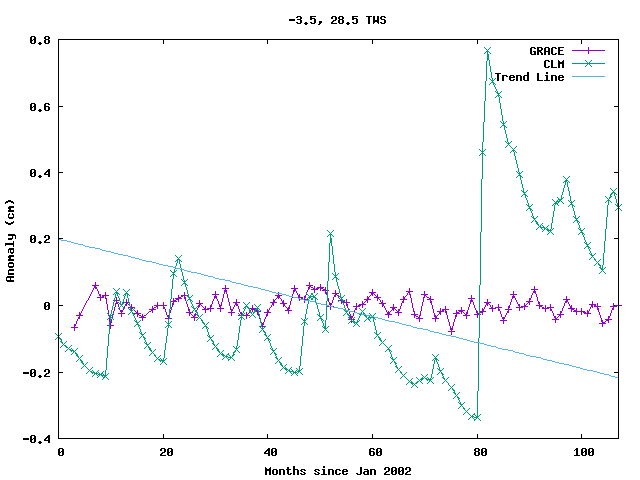 -3.5, 28.5 TWS
GRACE
CLM
Trend Line
0.8
0.6
0.4
0.2
0
-0.2
-0.4
Anomaly (cm)
0 20 40 60 80 100
Months since Jan 2002